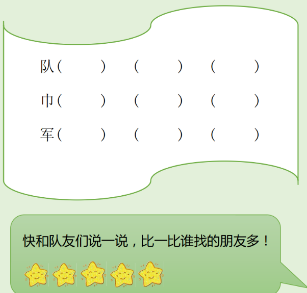 队(　　) (　　) (　　)
巾(　　) (　　) (　　)
军(　　) (　　) (　　)
快和队友们说一说，比一比谁找的朋友多！